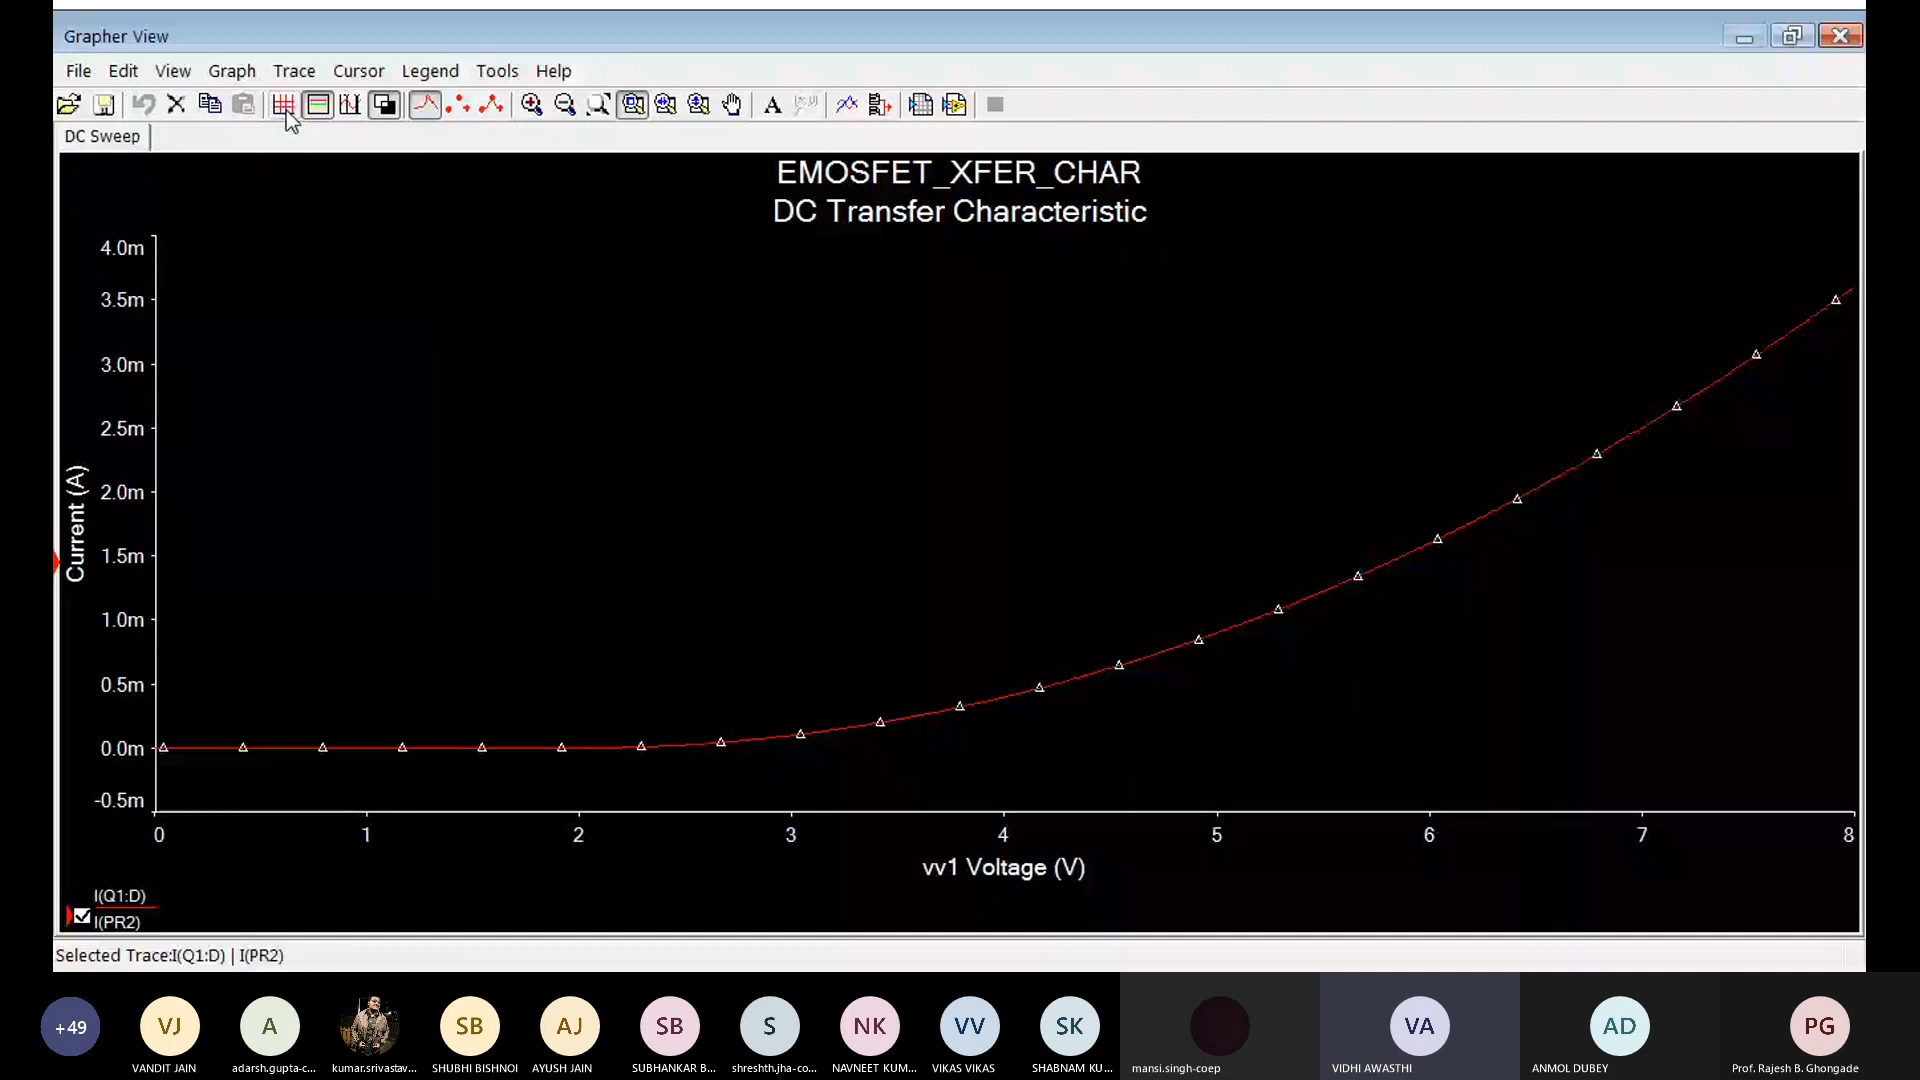 Grapher View
File Edit View Graph Trace Cursor Legend Tools Help
DC Sweep
EMOSFET_XFER_CHAR
DC Transfer Characteristic
4.0m
3.5m
3.0m
2.5m
2.0m
1.5m
1.0m
0.5m
0.0m
-0.5m
Current (A)
0 1 2 3 4 5 6 7 8
vv1 Voltage (V)
I(Q1:D)
I(PR2)
Selected Trace:I(Q1:D) | I(PR2)
+49 VJ A SB AJ SB S NK VV SK VA AD PG
VANDIT JAIN adarsh.gupta-c... kumar.srivastav... SHUBHI BISHNOI AYUSH JAIN SUBHANKAR B... shreshth.jha-co... NAVNEET KUM... VIKAS VIKAS SHABNAM KU... mansi.singh-coep VIDHI AWASTHI ANMOL DUBEY Prof. Rajesh B. Ghongade